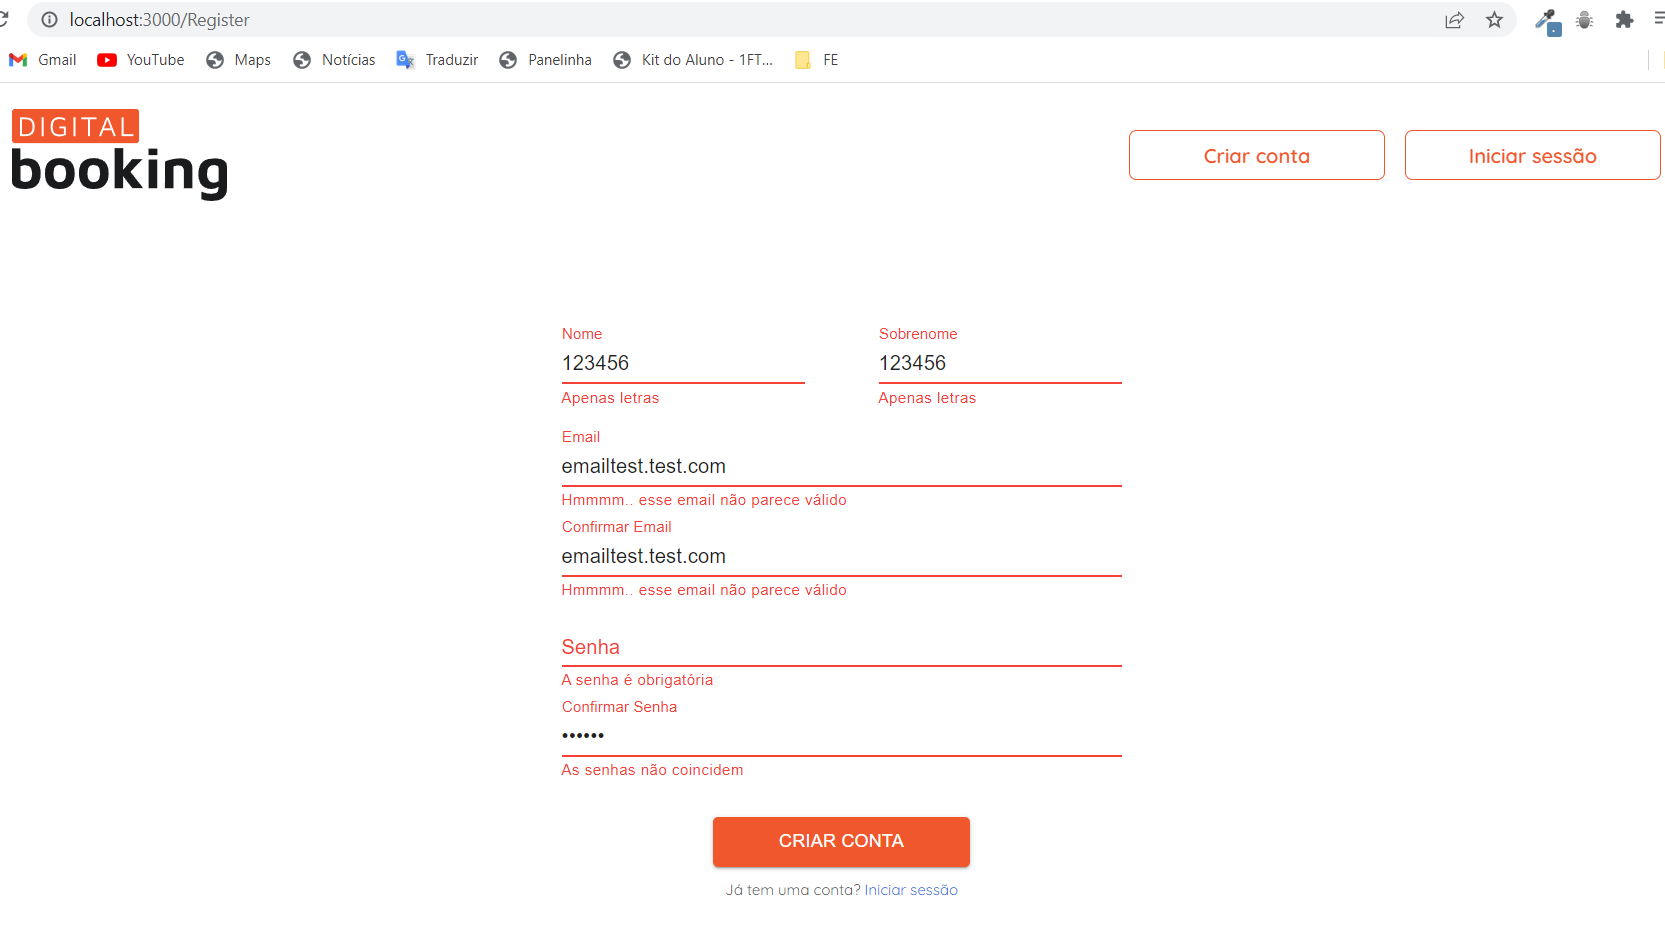 localhost:3000/Register
Gmail YouTube Maps Notícias Traduzir Panelinha Kit do Aluno - 1FT... FE
DIGITAL
booking
Criar conta Iniciar sessão
Nome Sobrenome
123456 123456
Apenas letras Apenas letras
Email
emailtest.test.com
Hmmmm.. esse email não parece válido
Confirmar Email
emailtest.test.com
Hmmmm.. esse email não parece válido
Senha
A senha é obrigatória
Confirmar Senha
••••••
As senhas não coincidem
CRIAR CONTA
Já tem uma conta? Iniciar sessão